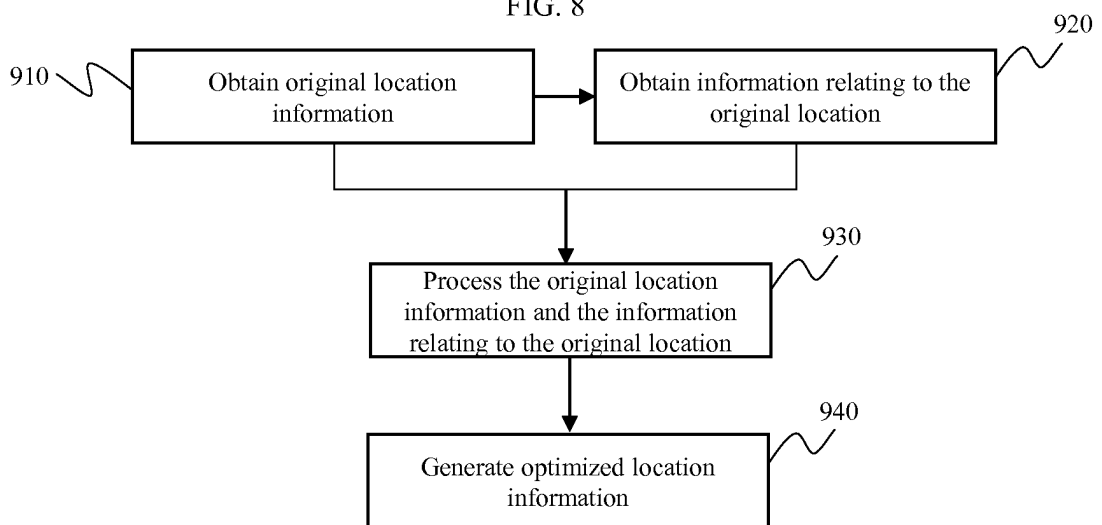 FIG. 8
920
910
Obtain original location
information
Obtain information relating to the
original location
930
Process the original location
information and the information
relating to the original location
940
Generate optimized location
information